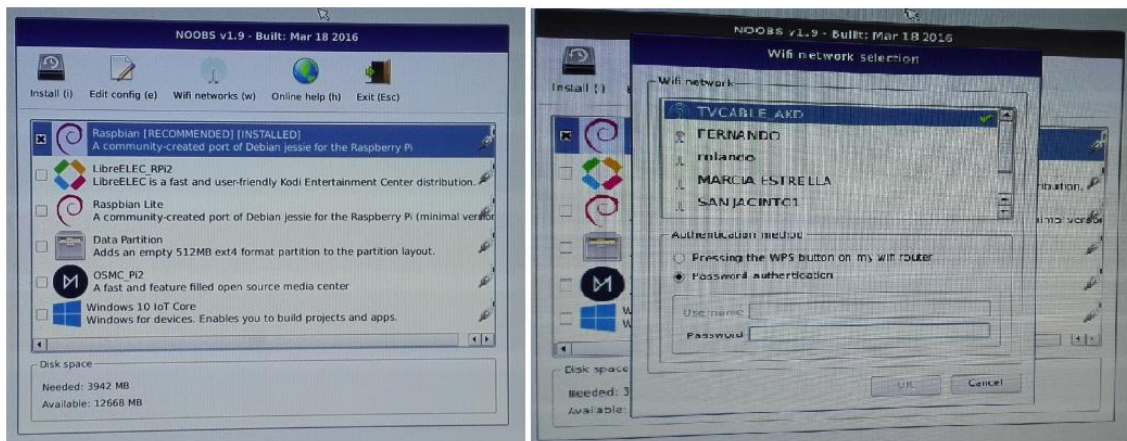 NOOBS v1.9 - Built: Mar 18 2016
Install (i) Edit config (e) Wifi networks (w) Online help (h) Exit (Esc)
Raspbian [RECOMMENDED] [INSTALLED]
A community-created port of Debian jessie for the Raspberry Pi
LibreELEC_RPi2
LibreELEC is a fast and user-friendly Kodi Entertainment Center distribution.
Raspbian Lite
A community-created port of Debian jessie for the Raspberry Pi (minimal version
Data Partition
Adds an empty 512MB ext4 format partition to the partition layout.
OSMC_Pi2
A fast and feature filled open source media center
Windows 10 IoT Core
Windows for devices. Enables you to build projects and apps.
Disk space
Needed: 3942 MB
Available: 12668 MB
NOOBS v1.9 - Built: Mar 18 2016
Wifi network selection
Install (i)
Wifi network
TVCABLE_AKD
FERNANDO
rolando
MARCIA ESTRELLA
SANJACINTO1
Authentication method
Pressing the WPS button on my wifi router
Password authentication
Username
Password
OK Cancel
Disk space
Needed: 3
Available: